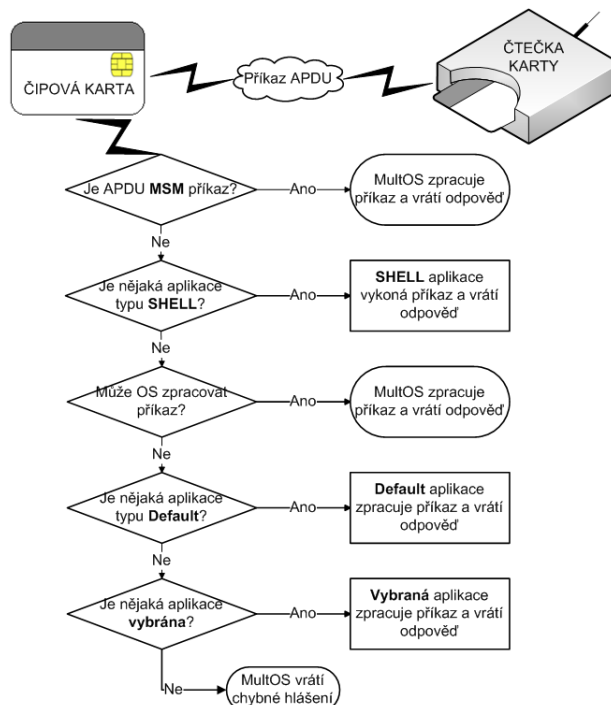 ČIPOVÁ KARTA
Příkaz APDU
ČTEČKA
KARTY
Je APDU MSM příkaz?
Ano
MultOS zpracuje
příkaz a vrátí odpověď
Ne
Je nějaká aplikace
typu SHELL?
Ano
SHELL aplikace
vykoná příkaz a vrátí
odpověď
Ne
Může OS zpracovat
příkaz?
Ano
MultOS zpracuje
příkaz a vrátí odpověď
Ne
Je nějaká aplikace
typu Default?
Ano
Default aplikace
zpracuje příkaz a vrátí
odpověď
Ne
Je nějaká aplikace
vybrána?
Ano
Vybraná aplikace
zpracuje příkaz a vrátí
odpověď
Ne
MultOS vrátí
chybné hlášení